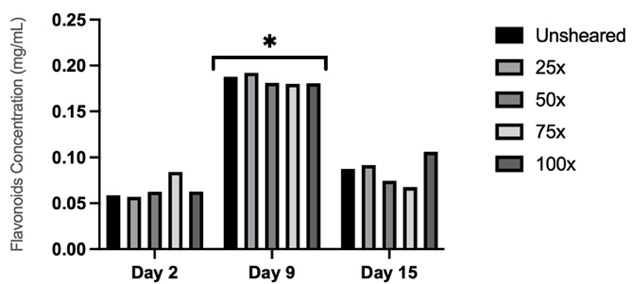 Flavonoids Concentration (mg/mL)
0.25
0.20
0.15
0.10
0.05
0.00
*
Day 2
Day 9
Day 15
Unsheared
25x
50x
75x
100x